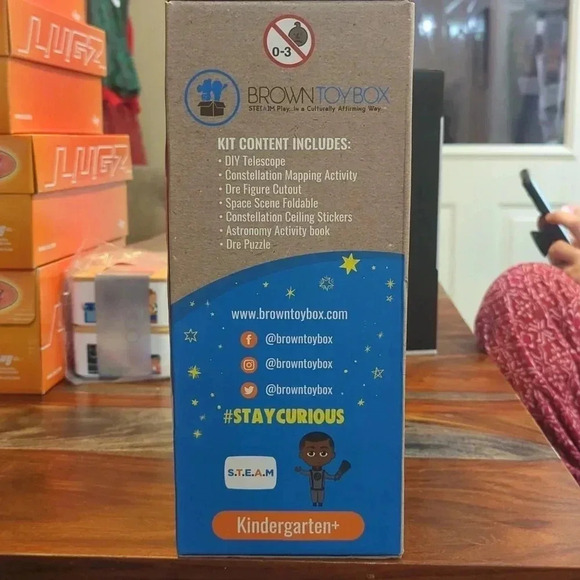 LUGZ
LUGZ
0-3
BROWNTOYBOX
STE(A)M Play...in a Culturally Affirming Way...
KIT CONTENT INCLUDES:
• DIY Telescope
• Constellation Mapping Activity
• Dre Figure Cutout
• Space Scene Foldable
• Constellation Ceiling Stickers
• Astronomy Activity book
• Dre Puzzle
www.browntoybox.com
@browntoybox
@browntoybox
@browntoybox
#STAYCURIOUS
S.T.E.A.M
Kindergarten+